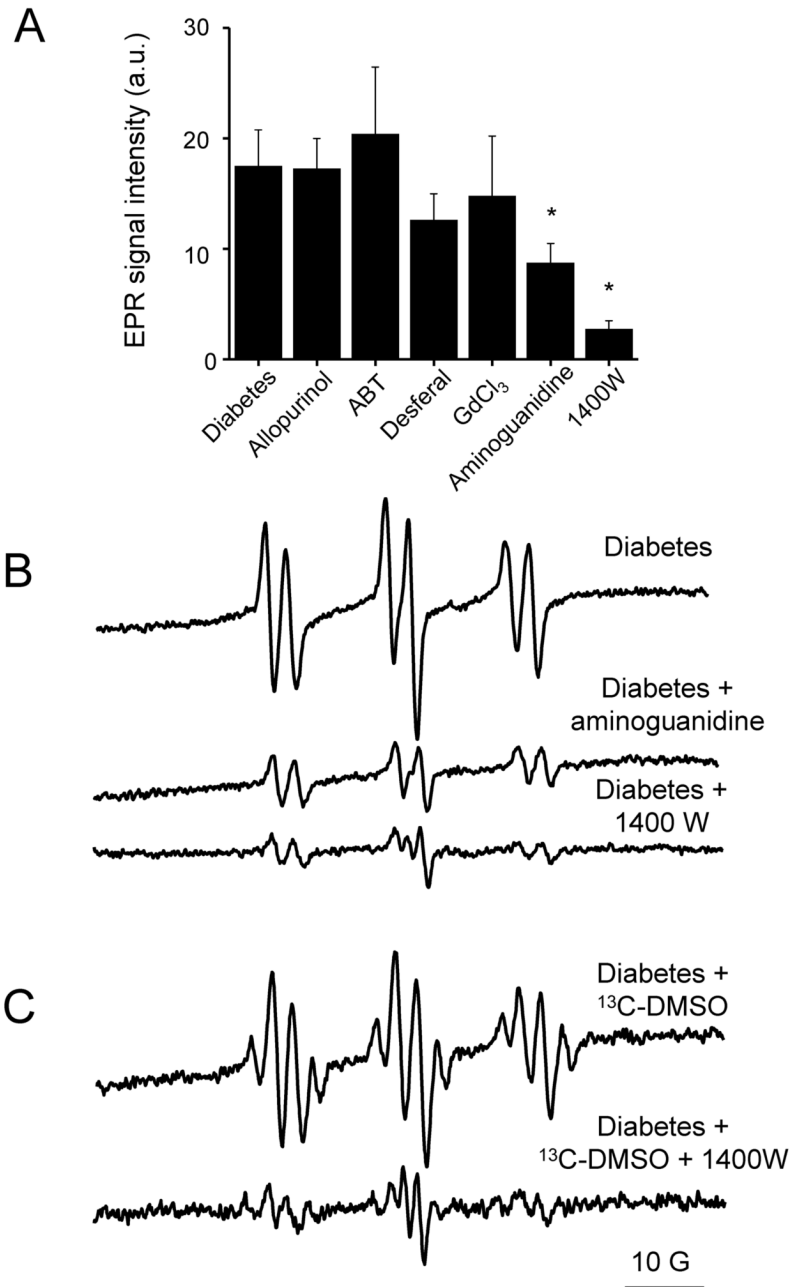 A
EPR signal intensity (a.u.)
30
20
10
0
Diabetes
Allopurinol
ABT
Desferal
GdCl₃
Aminoguanidine
1400W
*
*
B
Diabetes
Diabetes +
aminoguanidine
Diabetes +
1400 W
C
Diabetes +
¹³C-DMSO
Diabetes +
¹³C-DMSO + 1400W
10 G